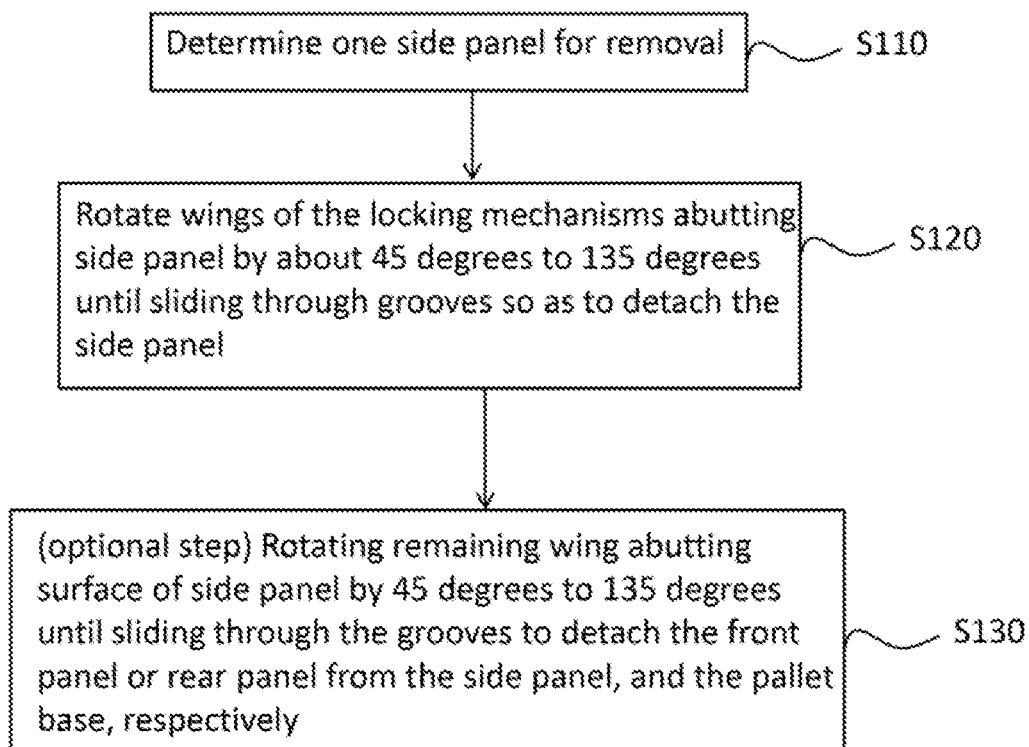 Determine one side panel for removal
S110
Rotate wings of the locking mechanisms abutting
side panel by about 45 degrees to 135 degrees
until sliding through grooves so as to detach the
side panel
S120
(optional step) Rotating remaining wing abutting
surface of side panel by 45 degrees to 135 degrees
until sliding through the grooves to detach the front
panel or rear panel from the side panel, and the pallet
base, respectively
S130